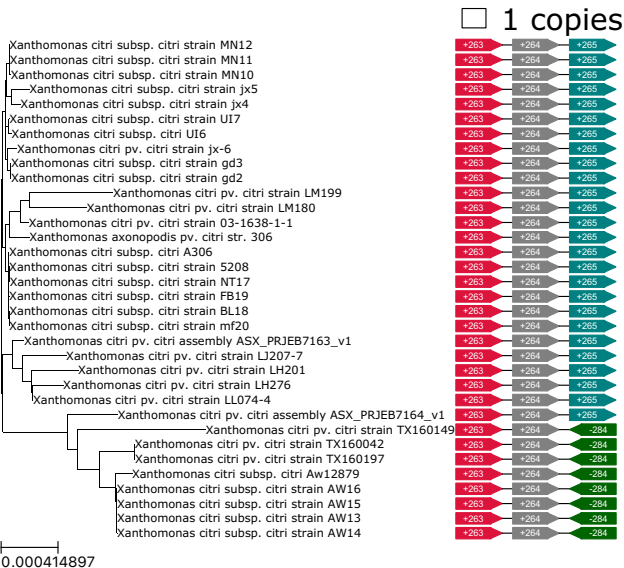 1 copies
Xanthomonas citri subsp. citri strain MN12 +263 +264 +265
Xanthomonas citri subsp. citri strain MN11 +263 +264 +265
Xanthomonas citri subsp. citri strain MN10 +263 +264 +265
Xanthomonas citri subsp. citri strain jx5 +263 +264 +265
Xanthomonas citri subsp. citri strain jx4 +263 +264 +265
Xanthomonas citri subsp. citri strain UI7 +263 +264 +265
Xanthomonas citri subsp. citri UI6 +263 +264 +265
Xanthomonas citri pv. citri strain jx-6 +263 +264 +265
Xanthomonas citri subsp. citri strain gd3 +263 +264 +265
Xanthomonas citri subsp. citri strain gd2 +263 +264 +265
Xanthomonas citri pv. citri strain LM199 +263 +264 +265
Xanthomonas citri pv. citri strain LM180 +263 +264 +265
Xanthomonas citri pv. citri strain 03-1638-1-1 +263 +264 +265
Xanthomonas axonopodis pv. citri str. 306 +263 +264 +265
Xanthomonas citri subsp. citri A306 +263 +264 +265
Xanthomonas citri subsp. citri strain 5208 +263 +264 +265
Xanthomonas citri subsp. citri strain NT17 +263 +264 +265
Xanthomonas citri subsp. citri strain FB19 +263 +264 +265
Xanthomonas citri subsp. citri strain BL18 +263 +264 +265
Xanthomonas citri subsp. citri strain mf20 +263 +264 +265
Xanthomonas citri pv. citri assembly ASX_PRJEB7163_v1 +263 +264 +265
Xanthomonas citri pv. citri strain LJ207-7 +263 +264 +265
Xanthomonas citri pv. citri strain LH201 +263 +264 +265
Xanthomonas citri pv. citri strain LH276 +263 +264 +265
Xanthomonas citri pv. citri strain LL074-4 +263 +264 +265
Xanthomonas citri pv. citri assembly ASX_PRJEB7164_v1 +263 +264 +265
Xanthomonas citri pv. citri strain TX160149 +263 +264 -284
Xanthomonas citri pv. citri strain TX160042 +263 +264 -284
Xanthomonas citri pv. citri strain TX160197 +263 +264 -284
Xanthomonas citri subsp. citri Aw12879 +263 +264 -284
Xanthomonas citri subsp. citri strain AW16 +263 +264 -284
Xanthomonas citri subsp. citri strain AW15 +263 +264 -284
Xanthomonas citri subsp. citri strain AW13 +263 +264 -284
Xanthomonas citri subsp. citri strain AW14 +263 +264 -284
0.000414897